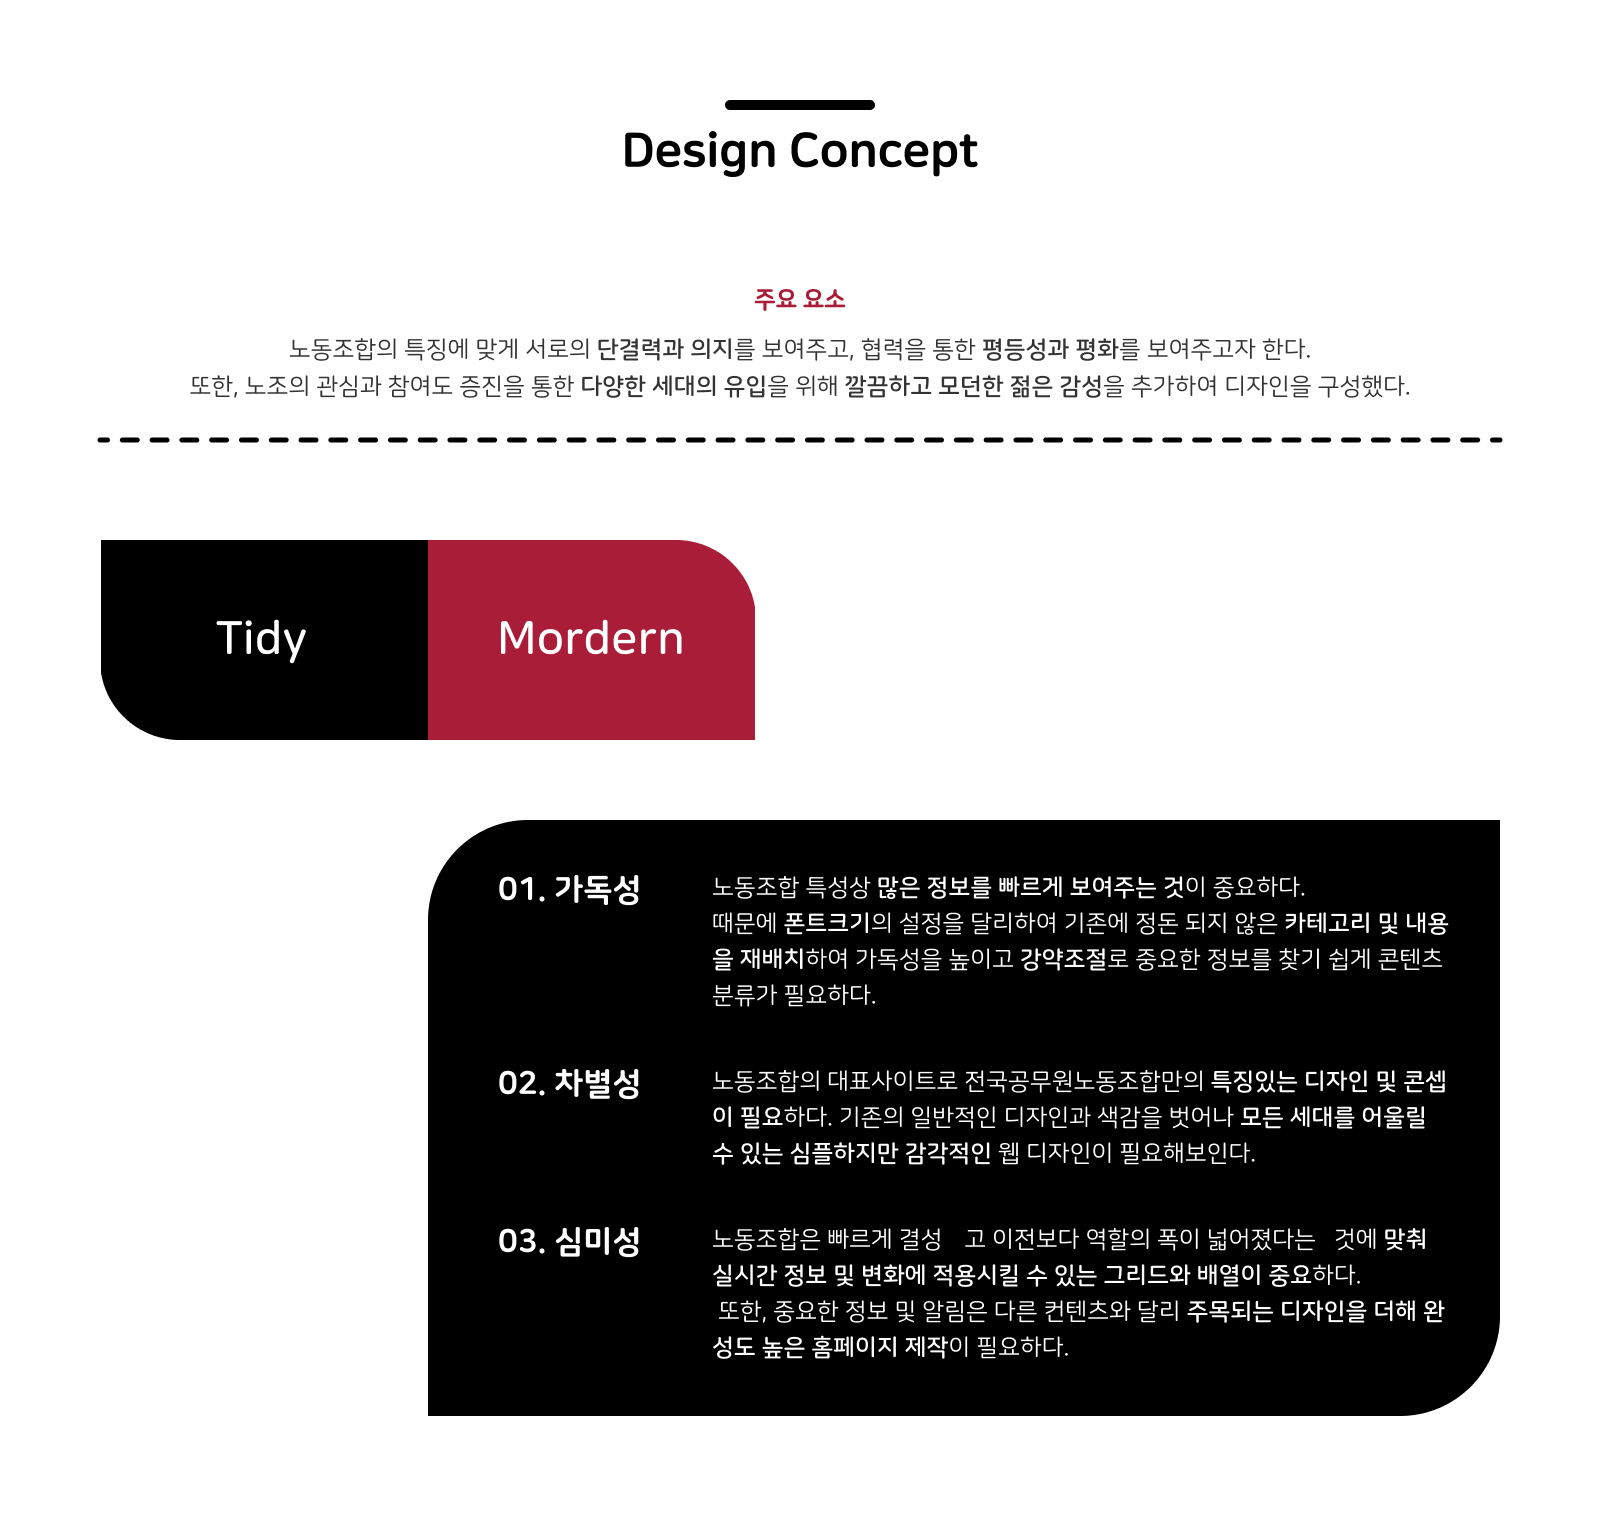 Design Concept
주요 요소
노동조합의 특징에 맞게 서로의 단결력과 의지를 보여주고, 협력을 통한 평등성과 평화를 보여주고자 한다.
또한, 노조의 관심과 참여도 증진을 통한 다양한 세대의 유입을 위해 깔끔하고 모던한 젊은 감성을 추가하여 디자인을 구성했다.
Tidy
Mordern
01. 가독성
노동조합 특성상 많은 정보를 빠르게 보여주는 것이 중요하다.
때문에 폰트크기의 설정을 달리하여 기존에 정돈 되지 않은 카테고리 및 내용
을 재배치하여 가독성을 높이고 강약조절로 중요한 정보를 찾기 쉽게 콘텐츠
분류가 필요하다.
02. 차별성
노동조합의 대표사이트로 전국공무원노동조합만의 특징있는 디자인 및 콘셉
이 필요하다. 기존의 일반적인 디자인과 색감을 벗어나 모든 세대를 어울릴
수 있는 심플하지만 감각적인 웹 디자인이 필요해보인다.
03. 심미성
노동조합은 빠르게 결성 고 이전보다 역할의 폭이 넓어졌다는 것에 맞춰
실시간 정보 및 변화에 적용시킬 수 있는 그리드와 배열이 중요하다.
또한, 중요한 정보 및 알림은 다른 컨텐츠와 달리 주목되는 디자인을 더해 완
성도 높은 홈페이지 제작이 필요하다.